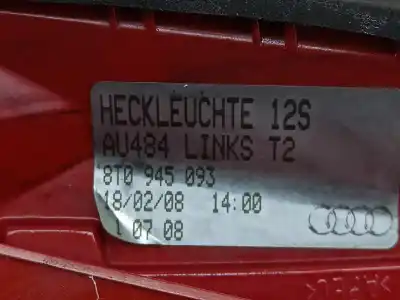 HECKLEUCHTE 12S
AU484 LINKS T2
8T0 945 093
18/02/08 14:00
1 07 08